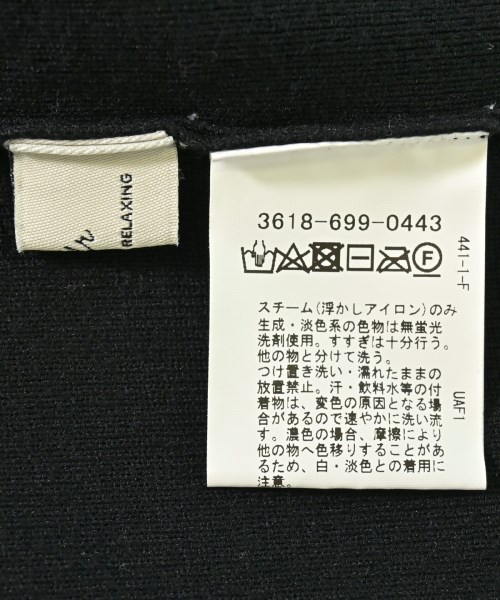 RELAXING
3618-699-0443
F
スチーム(浮かしアイロン)のみ
生成・淡色系の色物は無蛍光
洗剤使用。すすぎは十分行う。
他の物と分けて洗う。
つけ置き洗い・濡れたままの
放置禁止。汗・飲料水等の付
着物は、変色の原因となる場
合があるので速やかに洗い流
す。濃色の場合、摩擦により
他の物へ色移りすることがあ
るため、白・淡色との着用に
注意。
441-1-F
UAF1